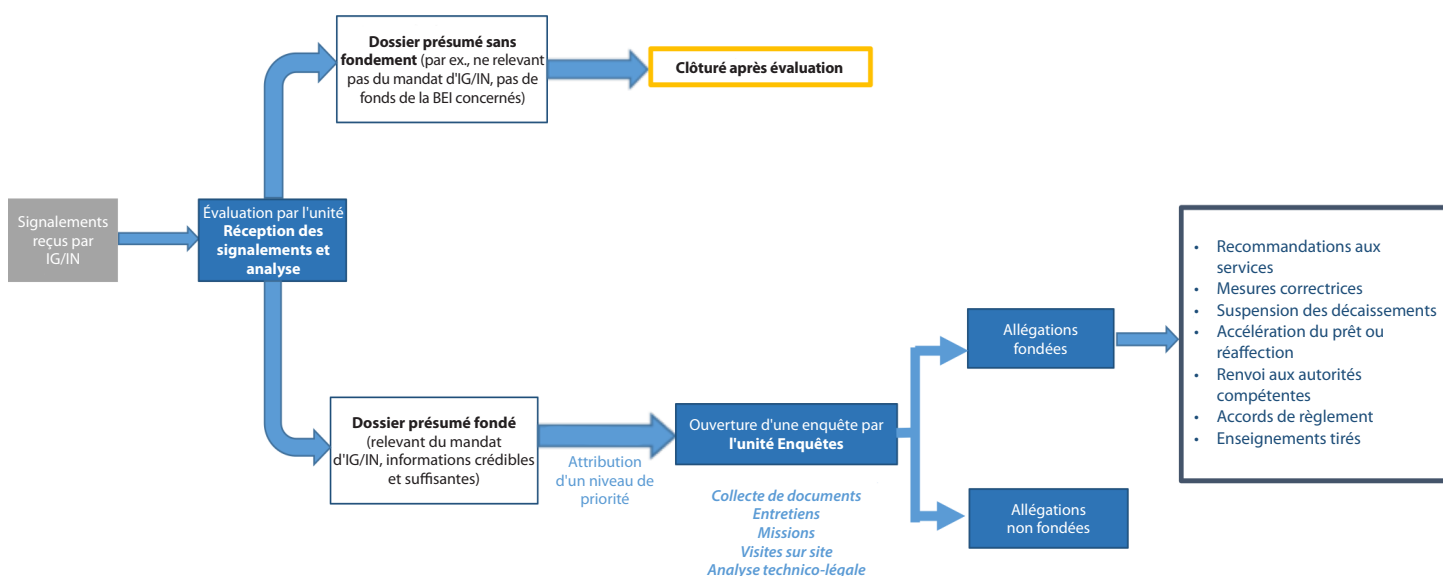 Dossier présumé sans
fondement (par ex., ne relevant
pas du mandat d'IG/IN, pas de
fonds de la BEI concernés)
Clôturé après évaluation
Signalements
reçus par
IG/IN
Évaluation par l'unité
Réception des
signalements et
analyse
Dossier présumé fondé
(relevant du mandat
d'IG/IN, informations crédibles
et suffisantes)
Attribution
d'un niveau de
priorité
Ouverture d'une enquête par
l'unité Enquêtes
Collecte de documents
Entretiens
Missions
Visites sur site
Analyse technico-légale
Allégations
fondées
Allégations
non fondées
• Recommandations aux
services
• Mesures correctrices
• Suspension des décaissements
• Accélération du prêt ou
réaffection
• Renvoi aux autorités
compétentes
• Accords de règlement
• Enseignements tirés